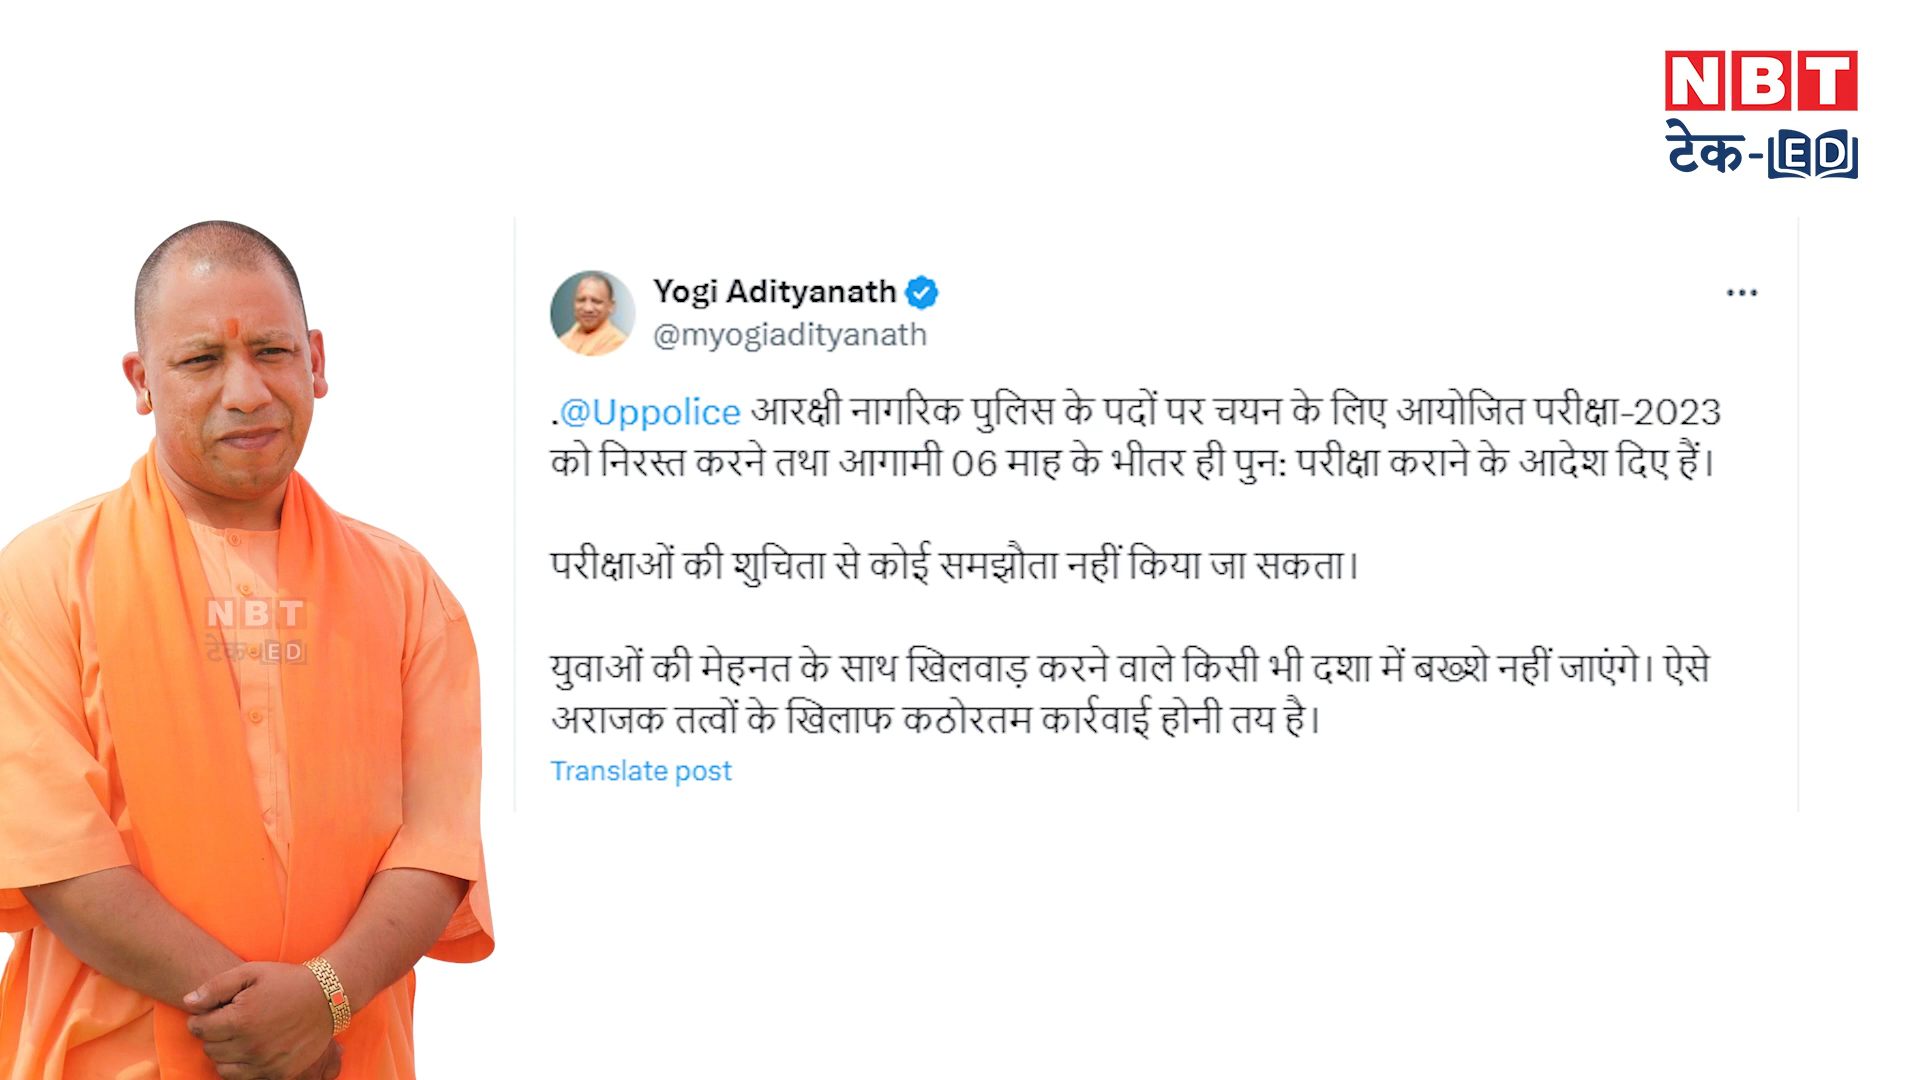 NBT
टेक-ED
Yogi Adityanath
@myogiadityanath
.@Uppolice आरक्षी नागरिक पुलिस के पदों पर चयन के लिए आयोजित परीक्षा-2023
को निरस्त करने तथा आगामी 06 माह के भीतर ही पुन: परीक्षा कराने के आदेश दिए हैं।
परीक्षाओं की शुचिता से कोई समझौता नहीं किया जा सकता।
युवाओं की मेहनत के साथ खिलवाड़ करने वाले किसी भी दशा में बख्शे नहीं जाएंगे। ऐसे
अराजक तत्वों के खिलाफ कठोरतम कार्रवाई होनी तय है।
Translate post
NBT
टेक-ED